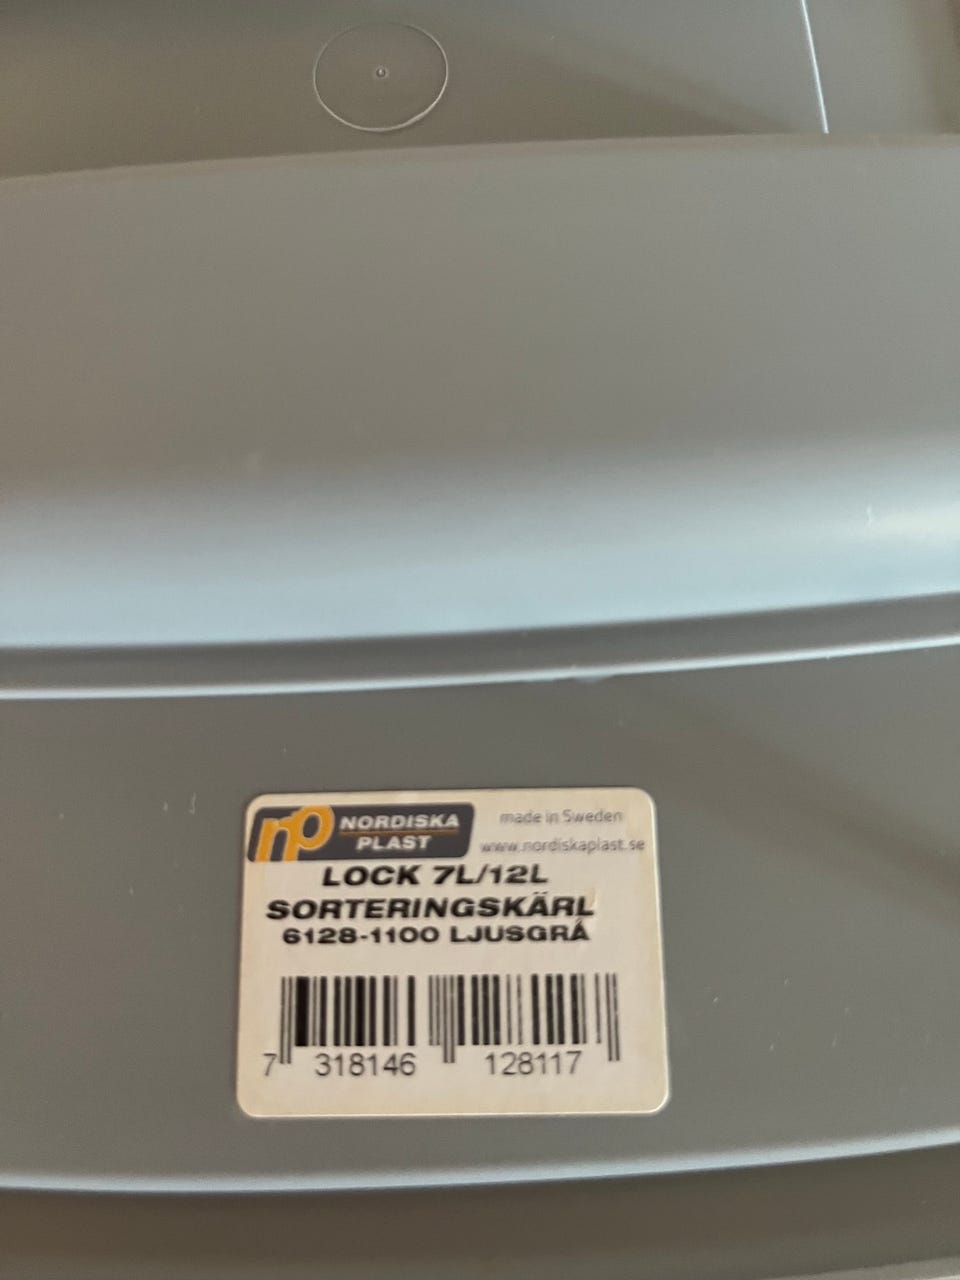 np NORDISKA PLAST
made in Sweden
www.nordiskaplast.se
LOCK 7L/12L
SORTERINGSKÄRL
6128-1100 LJUSGRÅ
7 318146 128117